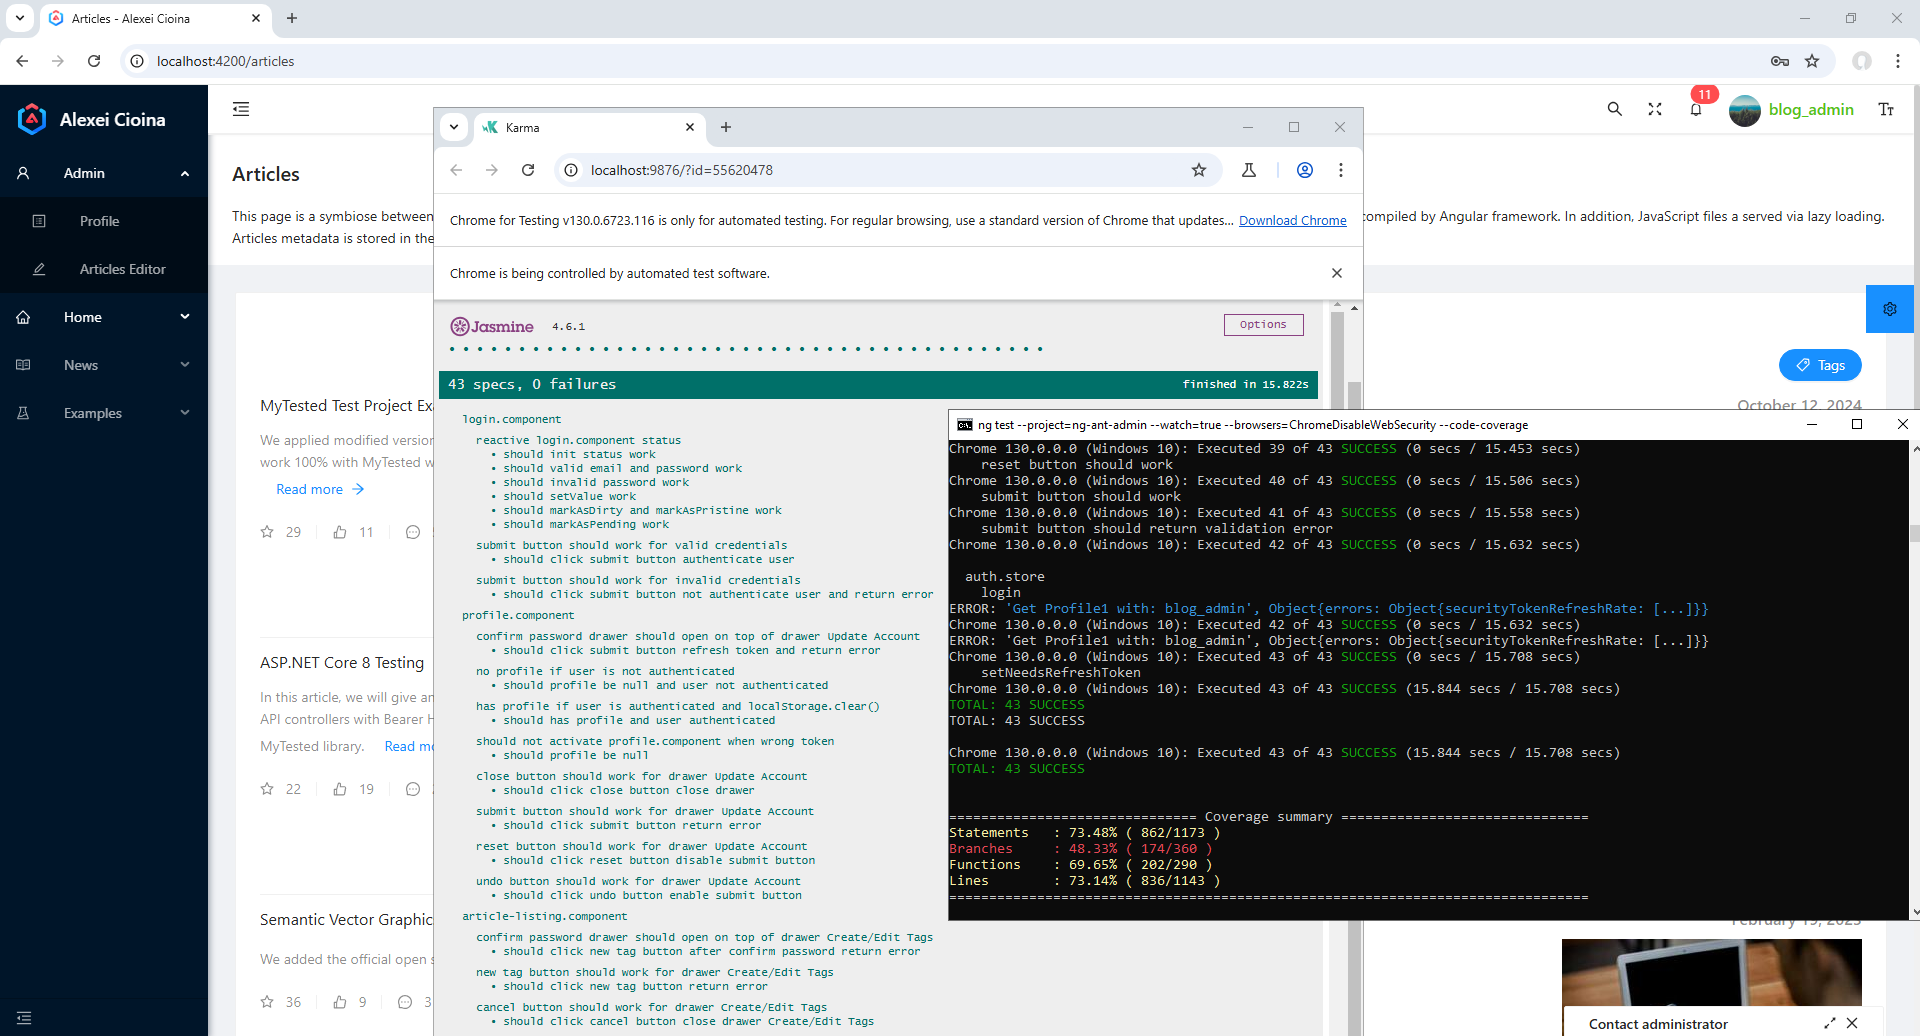 Articles - Alexei Cioina
localhost:4200/articles
Alexei Cioina
Admin
Profile
Articles Editor
Home
News
Examples
11
blog_admin
Articles
This page is a symbiose between
compiled by Angular framework. In addition, JavaScript files a served via lazy loading.
Articles metadata is stored in the
Tags
October 12, 2024
MyTested Test Project Ex
We applied modified version
work 100% with MyTested w
Read more
29
11
ASP.NET Core 8 Testing
In this article, we will give an
API controllers with Bearer H
MyTested library. Read mo
22
19
Semantic Vector Graphic
We added the official open s
36
9
3
February 19, 2023
Contact administrator
Karma
localhost:9876/?id=55620478
Chrome for Testing v130.0.6723.116 is only for automated testing. For regular browsing, use a standard version of Chrome that updates... Download Chrome
Chrome is being controlled by automated test software.
Jasmine 4.6.1
Options
43 specs, 0 failures
finished in 15.822s
login.component
reactive login.component status
• should init status work
• should valid email and password work
• should invalid password work
• should setValue work
• should markAsDirty and markAsPristine work
• should markAsPending work
submit button should work for valid credentials
• should click submit button authenticate user
submit button should work for invalid credentials
• should click submit button not authenticate user and return error
profile.component
confirm password drawer should open on top of drawer Update Account
• should click submit button refresh token and return error
no profile if user is not authenticated
• should profile be null and user not authenticated
has profile if user is authenticated and localStorage.clear()
• should has profile and user authenticated
should not activate profile.component when wrong token
• should profile be null
close button should work for drawer Update Account
• should click close button close drawer
submit button should work for drawer Update Account
• should click submit button return error
reset button should work for drawer Update Account
• should click reset button disable submit button
undo button should work for drawer Update Account
• should click undo button enable submit button
article-listing.component
confirm password drawer should open on top of drawer Create/Edit Tags
• should click new tag button after confirm password return error
new tag button should work for drawer Create/Edit Tags
• should click new tag button return error
cancel button should work for drawer Create/Edit Tags
• should click cancel button close drawer Create/Edit Tags
ng test --project=ng-ant-admin --watch=true --browsers=ChromeDisableWebSecurity --code-coverage
Chrome 130.0.0.0 (Windows 10): Executed 39 of 43 SUCCESS (0 secs / 15.453 secs)
reset button should work
Chrome 130.0.0.0 (Windows 10): Executed 40 of 43 SUCCESS (0 secs / 15.506 secs)
submit button should work
Chrome 130.0.0.0 (Windows 10): Executed 41 of 43 SUCCESS (0 secs / 15.558 secs)
submit button should return validation error
Chrome 130.0.0.0 (Windows 10): Executed 42 of 43 SUCCESS (0 secs / 15.632 secs)
auth.store
login
ERROR: 'Get Profile1 with: blog_admin', Object{errors: Object{securityTokenRefreshRate: [...]}}
Chrome 130.0.0.0 (Windows 10): Executed 42 of 43 SUCCESS (0 secs / 15.632 secs)
ERROR: 'Get Profile1 with: blog_admin', Object{errors: Object{securityTokenRefreshRate: [...]}}
Chrome 130.0.0.0 (Windows 10): Executed 43 of 43 SUCCESS (0 secs / 15.708 secs)
setNeedsRefreshToken
Chrome 130.0.0.0 (Windows 10): Executed 43 of 43 SUCCESS (15.844 secs / 15.708 secs)
TOTAL: 43 SUCCESS
TOTAL: 43 SUCCESS
Chrome 130.0.0.0 (Windows 10): Executed 43 of 43 SUCCESS (15.844 secs / 15.708 secs)
TOTAL: 43 SUCCESS
=============================== Coverage summary ===============================
Statements : 73.48% ( 862/1173 )
Branches : 48.33% ( 174/360 )
Functions : 69.65% ( 202/290 )
Lines : 73.14% ( 836/1143 )
================================================================================